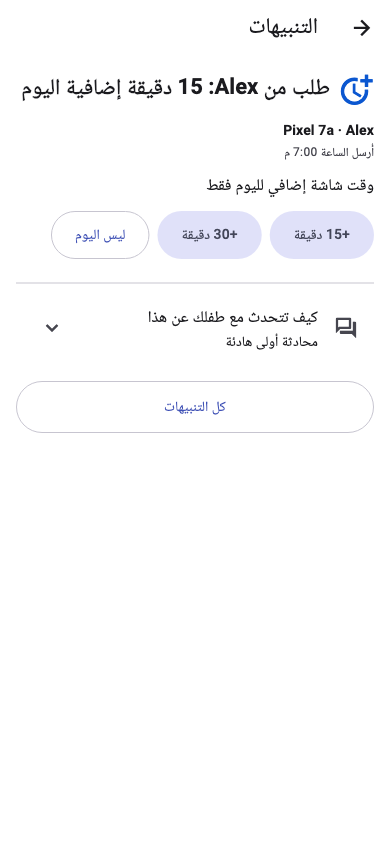 التنبيهات
طلب من Alex: 15 دقيقة إضافية اليوم
Pixel 7a · Alex
أُرسل الساعة 7:00 م
وقت شاشة إضافي لليوم فقط
+15 دقيقة
+30 دقيقة
ليس اليوم
كيف تتحدث مع طفلك عن هذا
محادثة أولى هادئة
كل التنبيهات